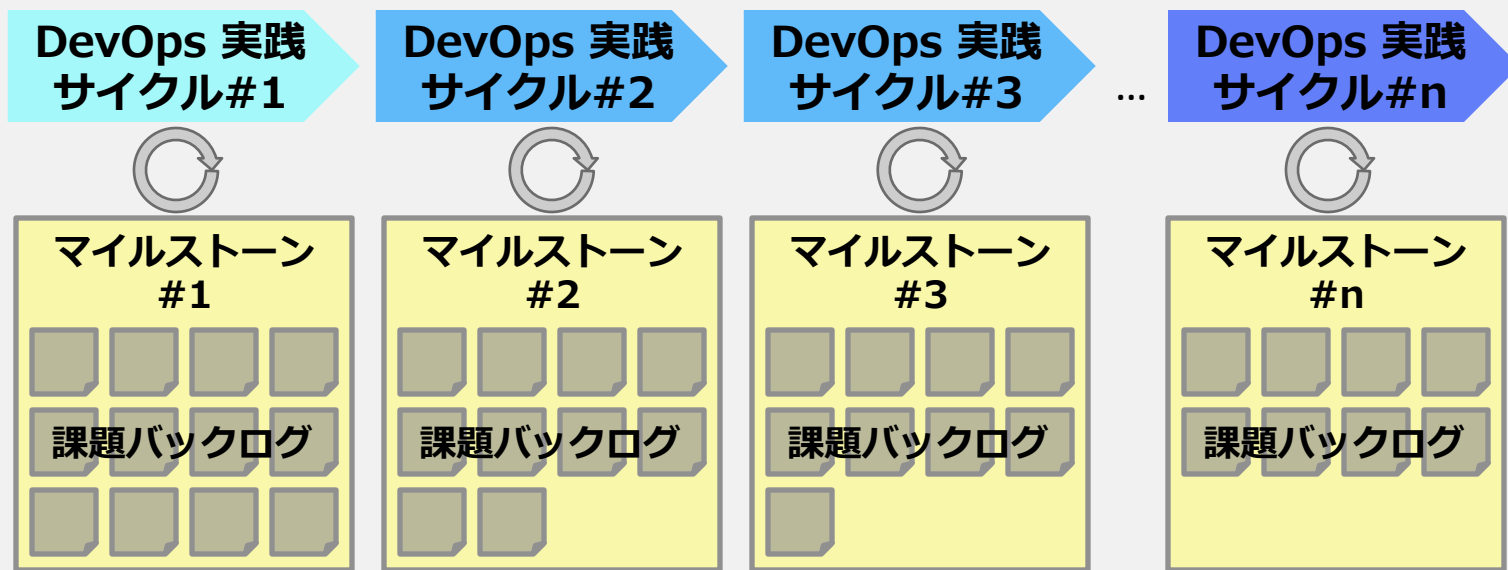 DevOps 実践
サイクル#1
DevOps 実践
サイクル#2
DevOps 実践
サイクル#3
...
DevOps 実践
サイクル#n
マイルストーン
#1
課題バックログ
マイルストーン
#2
課題バックログ
マイルストーン
#3
課題バックログ
マイルストーン
#n
課題バックログ